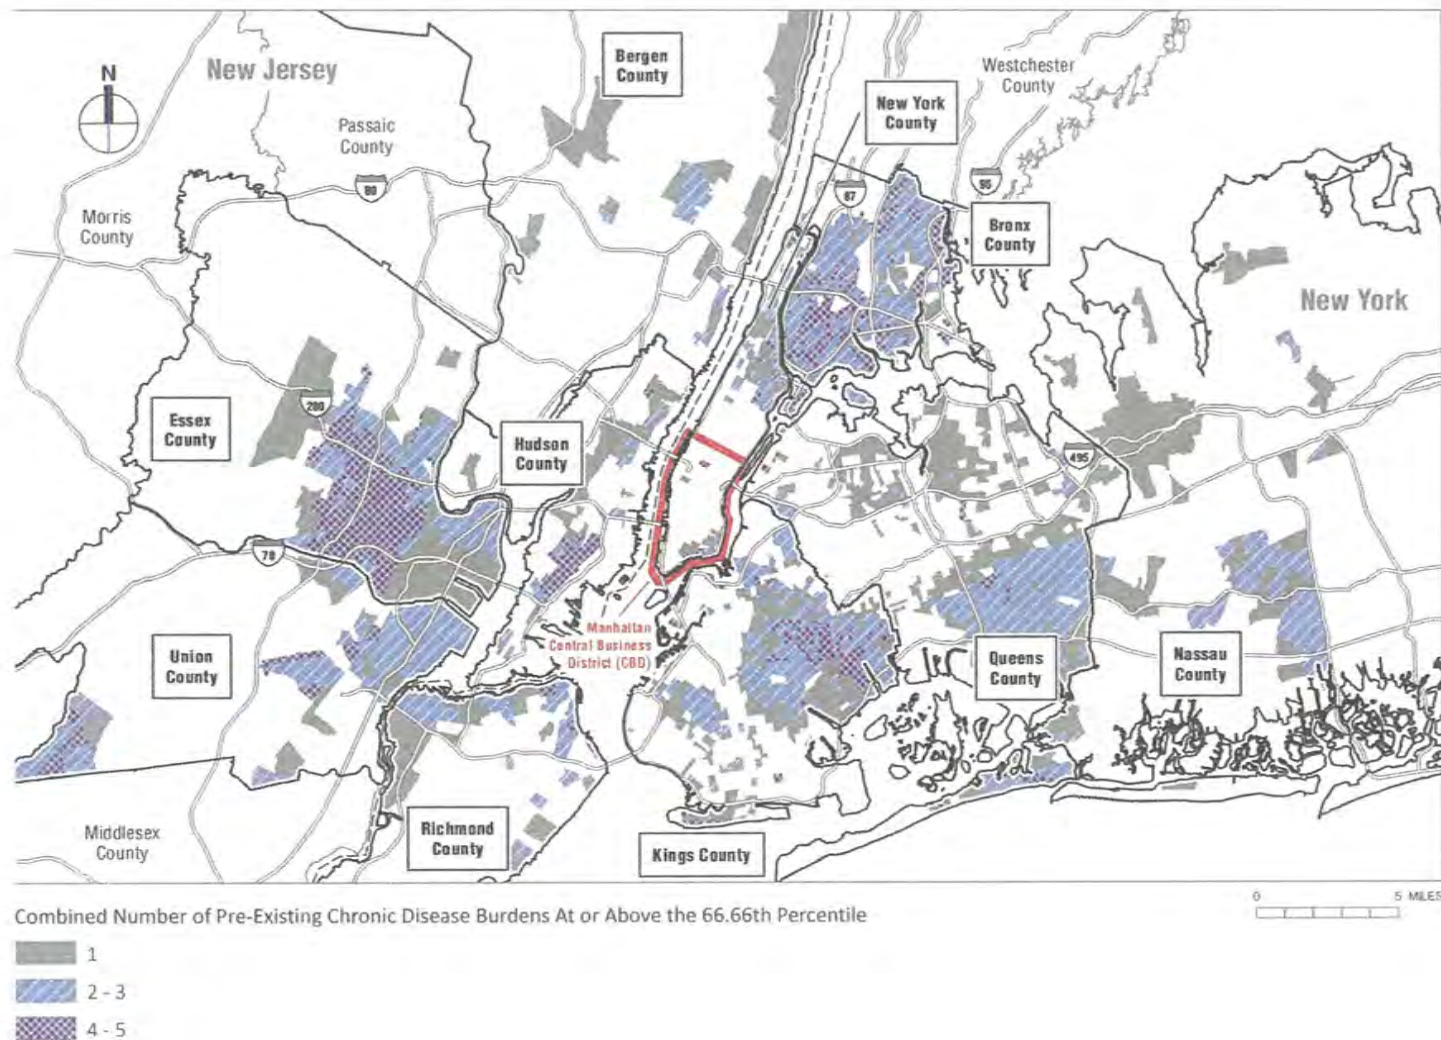 N
New Jersey
Bergen
County
Westchester
County
New York
County
Passaic
County
80
87
95
Morris
County
Bronx
County
New York
Essex
County
280
Hudson
County
495
78
Manhattan
Central Business
District (CBD)
Union
County
Queens
County
Nassau
County
Middlesex
County
Richmond
County
Kings County
0 5 MILES
Combined Number of Pre-Existing Chronic Disease Burdens At or Above the 66.66th Percentile
1
2 - 3
4 - 5